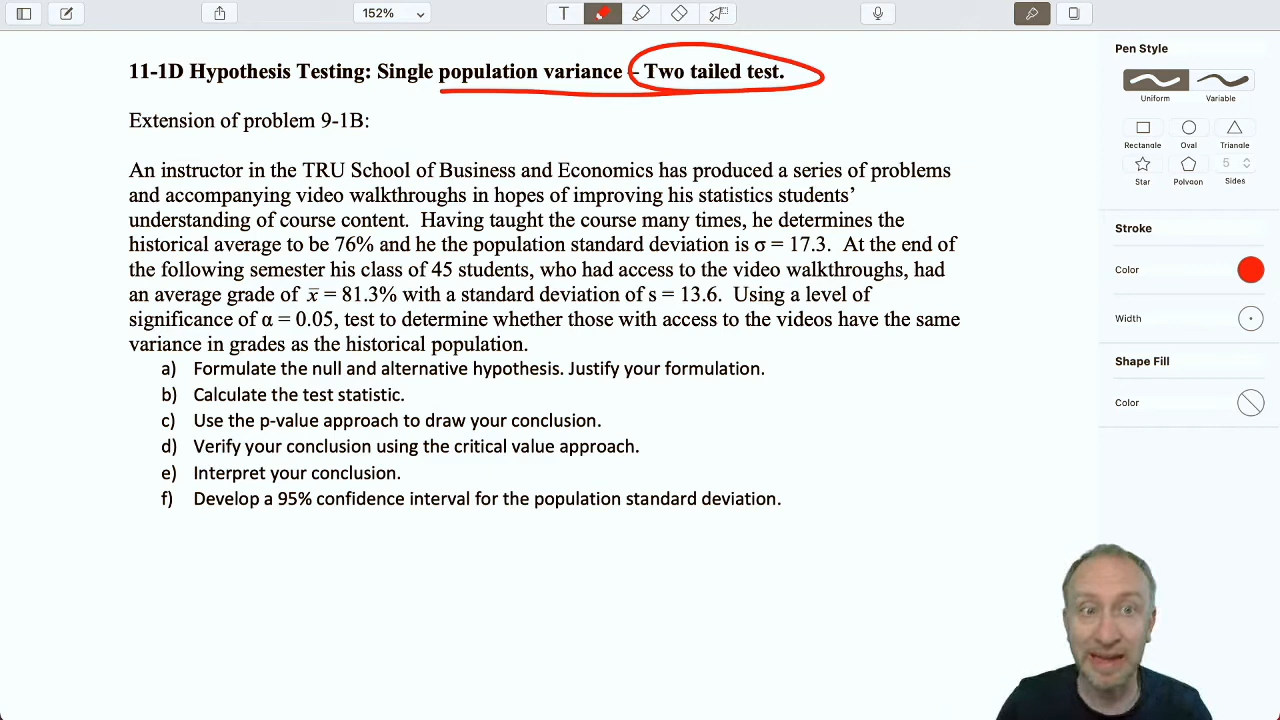 152%
T
Pen Style
11-1D Hypothesis Testing: Single population variance – Two tailed test.
Uniform Variable
Extension of problem 9-1B:
Rectangle Oval Triangle
5
Star Polygon Sides
An instructor in the TRU School of Business and Economics has produced a series of problems
and accompanying video walkthroughs in hopes of improving his statistics students’
understanding of course content. Having taught the course many times, he determines the
historical average to be 76% and he the population standard deviation is σ = 17.3. At the end of
the following semester his class of 45 students, who had access to the video walkthroughs, had
an average grade of x̅ = 81.3% with a standard deviation of s = 13.6. Using a level of
significance of α = 0.05, test to determine whether those with access to the videos have the same
variance in grades as the historical population.
a) Formulate the null and alternative hypothesis. Justify your formulation.
b) Calculate the test statistic.
c) Use the p-value approach to draw your conclusion.
d) Verify your conclusion using the critical value approach.
e) Interpret your conclusion.
f) Develop a 95% confidence interval for the population standard deviation.
Stroke
Color
Width
Shape Fill
Color